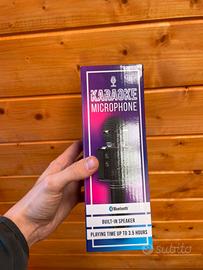 KARAOKE
MICROPHONE
Bluetooth
BUILT-IN SPEAKER
PLAYING TIME UP TO 3.5 HOURS
subito